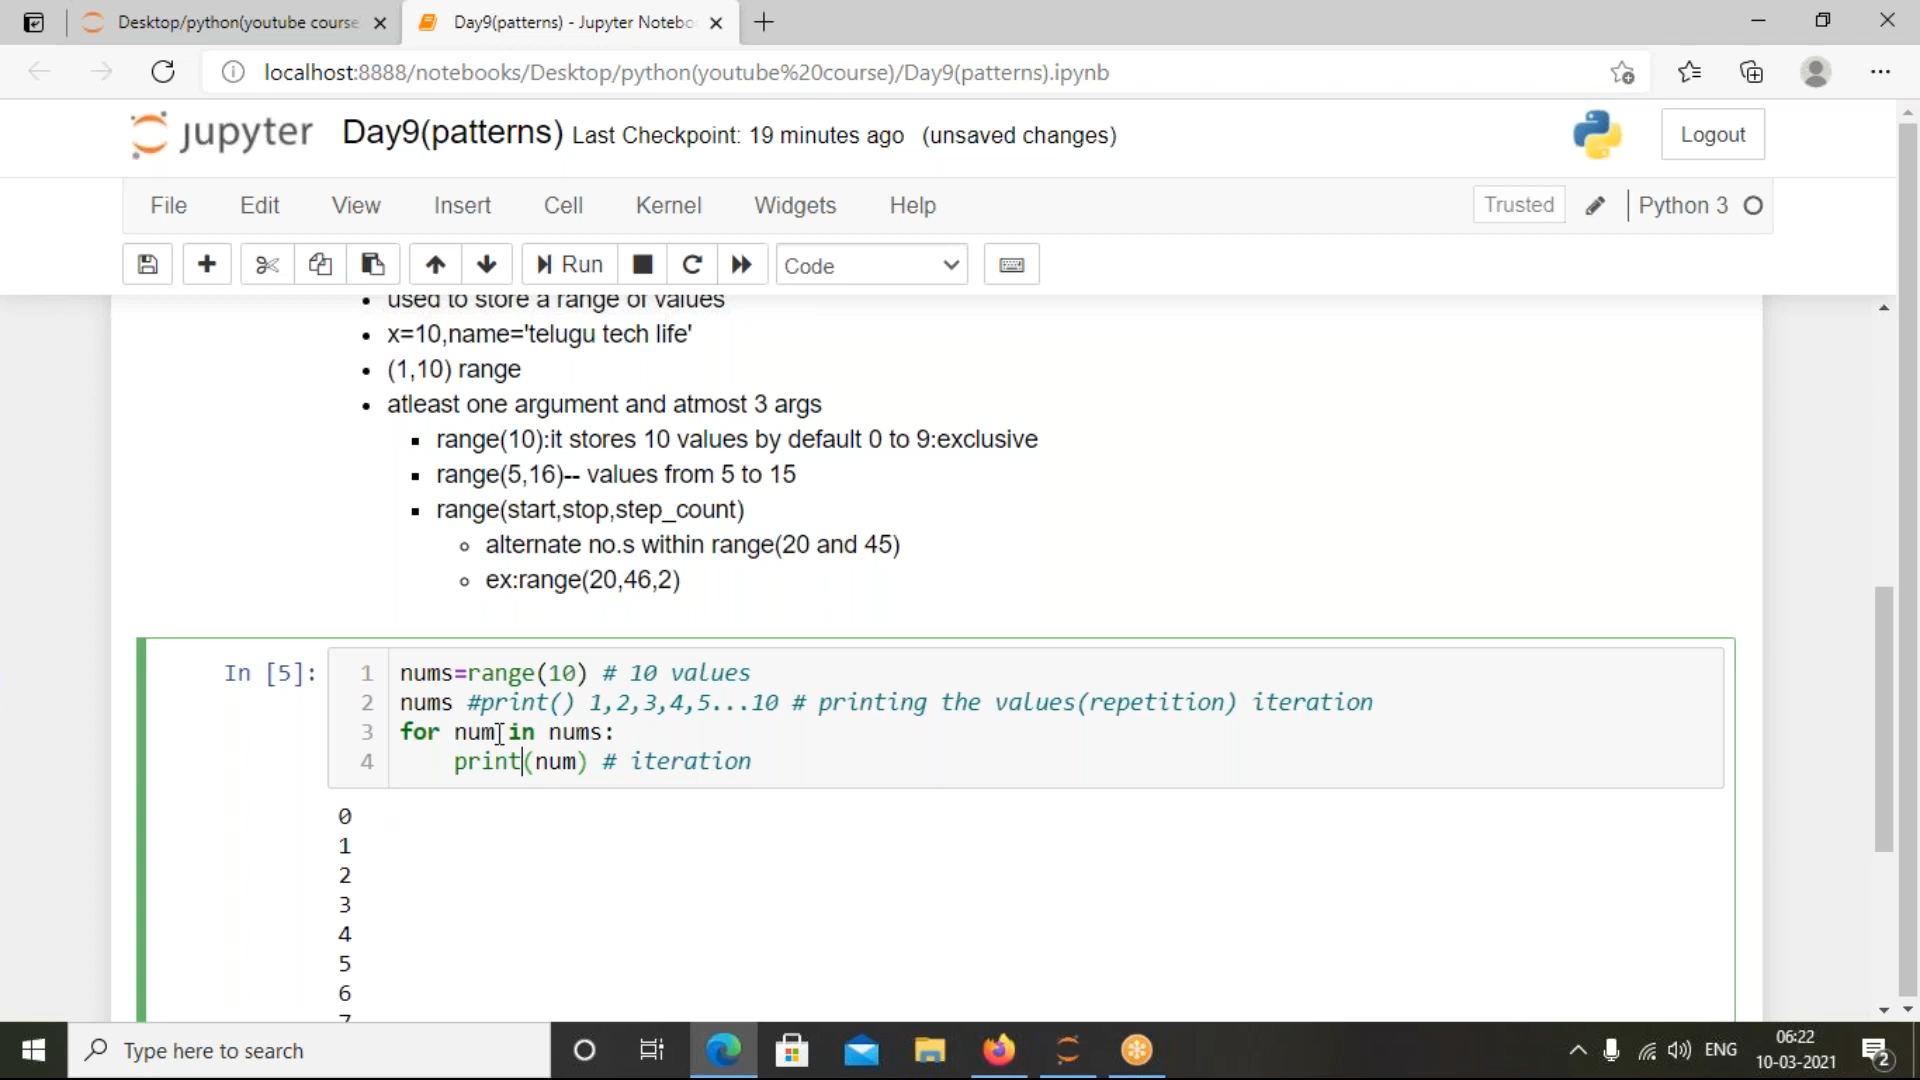 Desktop/python(youtube course
Day9(patterns) - Jupyter Notebo
localhost:8888/notebooks/Desktop/python(youtube%20course)/Day9(patterns).ipynb
jupyter Day9(patterns) Last Checkpoint: 19 minutes ago (unsaved changes) Logout
File Edit View Insert Cell Kernel Widgets Help Trusted Python 3
Run Code
used to store a range of values
x=10,name='telugu tech life'
(1,10) range
atleast one argument and atmost 3 args
range(10):it stores 10 values by default 0 to 9:exclusive
range(5,16)-- values from 5 to 15
range(start,stop,step_count)
alternate no.s within range(20 and 45)
ex:range(20,46,2)
In [5]: 1 nums=range(10) # 10 values
2 nums #print() 1,2,3,4,5...10 # printing the values(repetition) iteration
3 for num in nums:
4 print(num) # iteration
0
1
2
3
4
5
6
7
Type here to search
ENG
06:22
10-03-2021
2